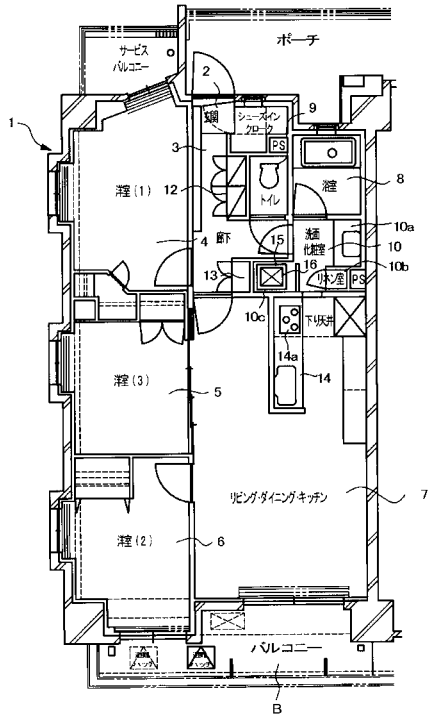 サービス
バルコニー
ポーチ
2
1
玄関
シューズイン
クローク
9
3
PS
洋室(1)
12
トイレ
浴室
8
廊下
洗面
化粧室
10a
10
4
15
16
10b
13
リネン室
PS
10c
下り天井
14a
洋室(3)
5
14
リビング・ダイニング・キッチン
7
洋室(2)
6
バルコニー
避難
ハッチ
避難
ハッチ
B